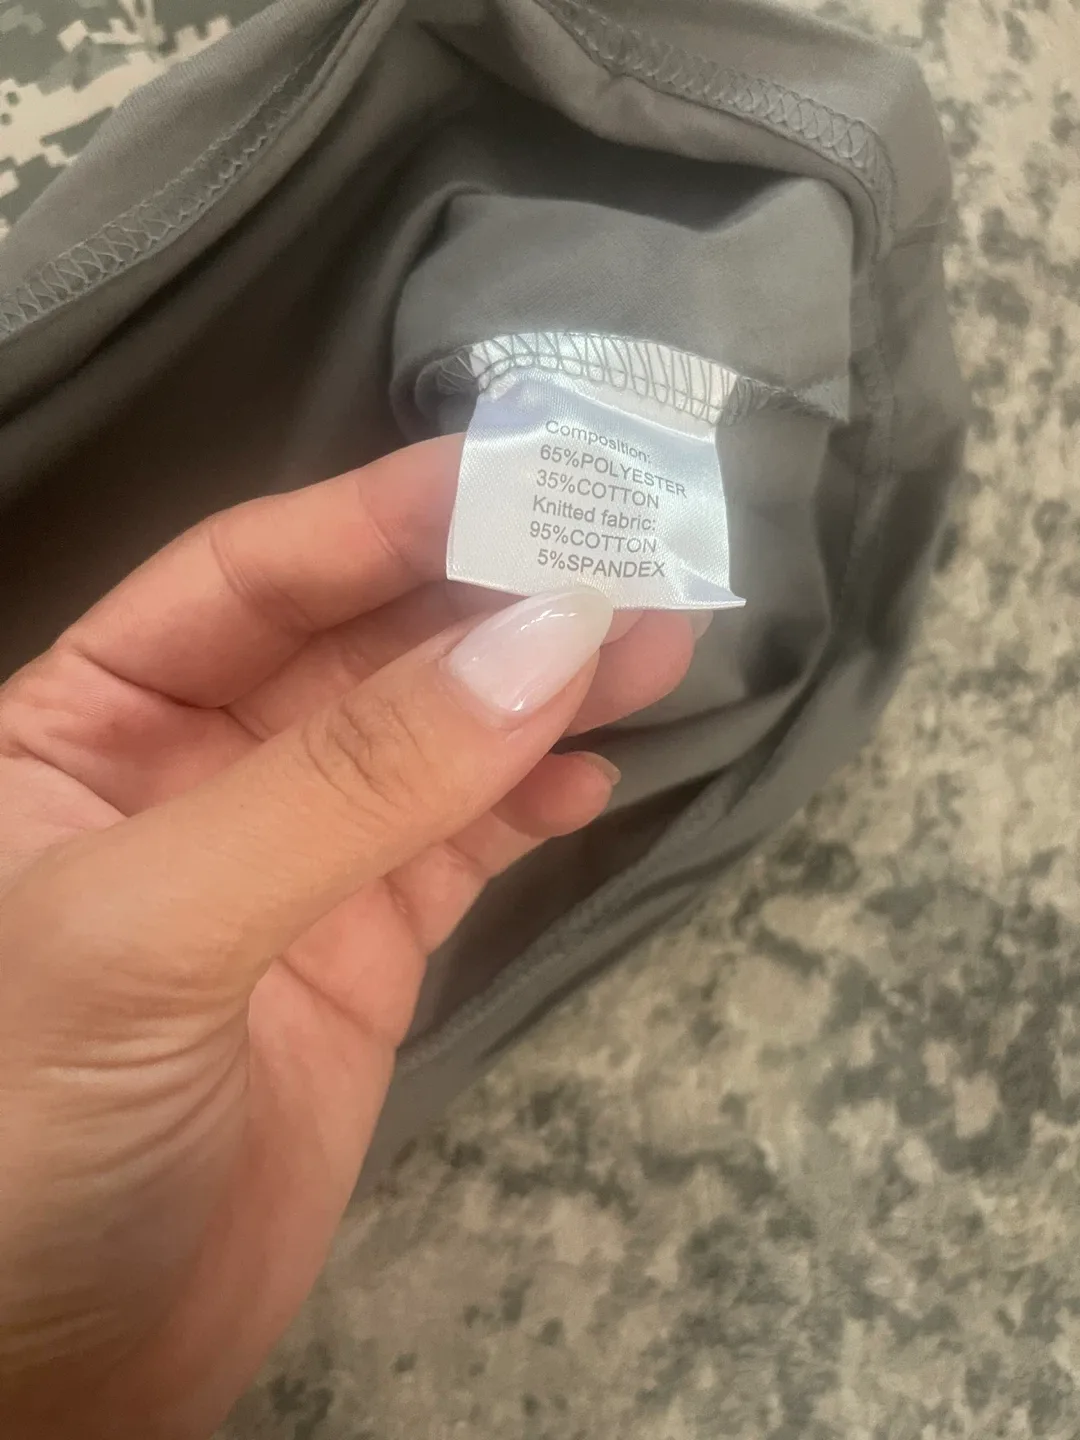 Composition:
65%POLYESTER
35%COTTON
Knitted fabric:
95%COTTON
5%SPANDEX